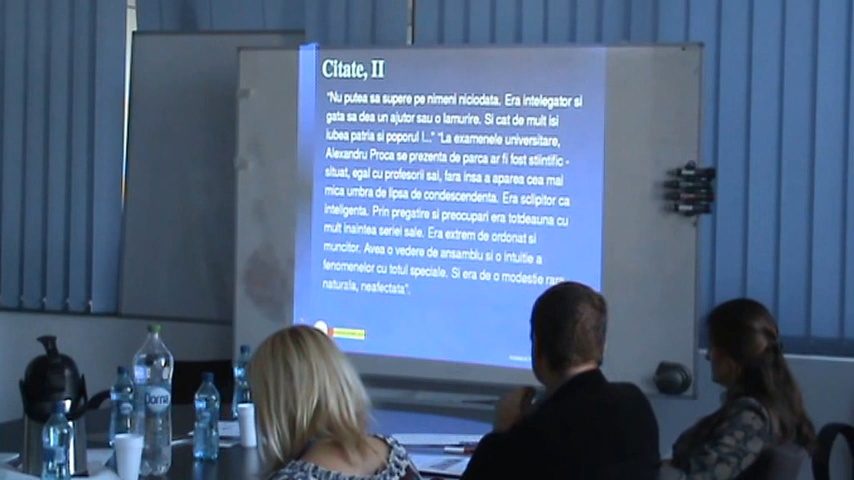 Citate, II
"Nu putea sa supere pe nimeni niciodata. Era intelegator si
gata sa dea un ajutor sau o lamurire. Si cat de mult isi
iubea patria si poporul !..." "La examenele universitare,
Alexandru Proca se prezenta de parca ar fi fost stiintific -
situat, egal cu profesorii sai, fara insa a aparea cea mai
mica umbra de lipsa de condescendenta. Era sclipitor ca
inteligenta. Prin pregatire si preocupari era totdeauna cu
mult inaintea seriei sale. Era extrem de ordonat si
muncitor. Avea o vedere de ansamblu si o intuitie a
fenomenelor cu totul speciale. Si era de o modestie rara,
naturala, neafectata".
Dorna